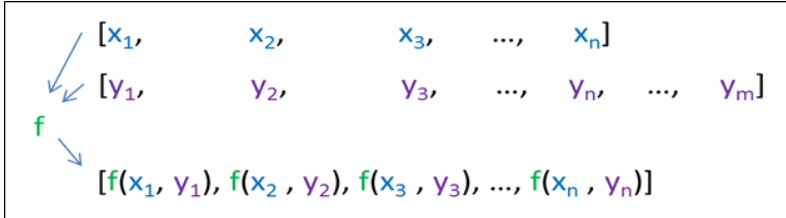 [x₁, x₂, x₃, ..., xₙ]
[y₁, y₂, y₃, ..., yₙ, ..., yₘ]
f
[f(x₁, y₁), f(x₂ , y₂), f(x₃ , y₃), ..., f(xₙ , yₙ)]